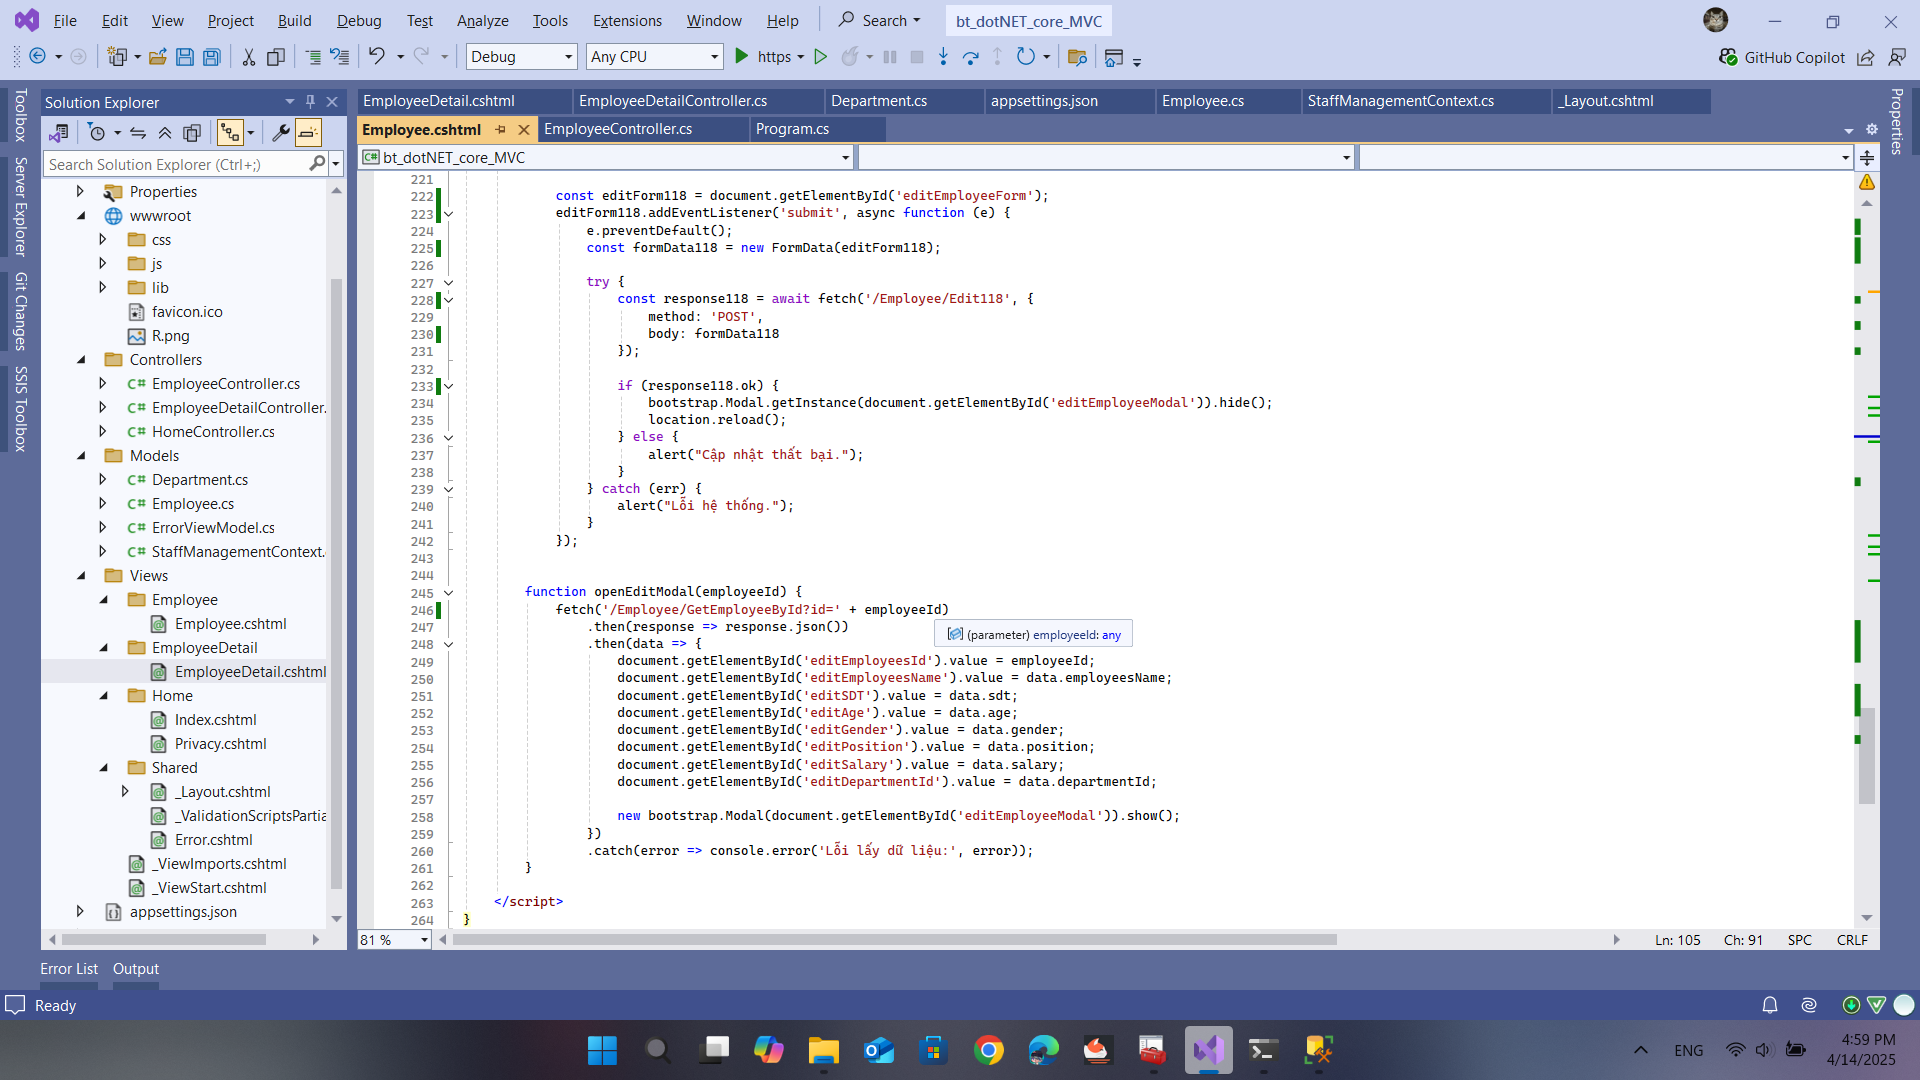 File Edit View Project Build Debug Test Analyze Tools Extensions Window Help Search bt_dotNET_core_MVC
Debug Any CPU https GitHub Copilot
Toolbox
Server Explorer
Git Changes
SSIS Toolbox
Solution Explorer
Search Solution Explorer (Ctrl+;)
Properties
wwwroot
css
js
lib
favicon.ico
R.png
Controllers
C# EmployeeController.cs
C# EmployeeDetailController.
C# HomeController.cs
Models
C# Department.cs
C# Employee.cs
C# ErrorViewModel.cs
C# StaffManagementContext.
Views
Employee
Employee.cshtml
EmployeeDetail
EmployeeDetail.cshtml
Home
Index.cshtml
Privacy.cshtml
Shared
_Layout.cshtml
_ValidationScriptsPartia
Error.cshtml
_ViewImports.cshtml
_ViewStart.cshtml
appsettings.json
EmployeeDetail.cshtml EmployeeDetailController.cs Department.cs appsettings.json Employee.cs StaffManagementContext.cs _Layout.cshtml
Employee.cshtml EmployeeController.cs Program.cs
C# bt_dotNET_core_MVC
221
222 const editForm118 = document.getElementById('editEmployeeForm');
223 editForm118.addEventListener('submit', async function (e) {
224 e.preventDefault();
225 const formData118 = new FormData(editForm118);
226
227 try {
228 const response118 = await fetch('/Employee/Edit118', {
229 method: 'POST',
230 body: formData118
231 });
232
233 if (response118.ok) {
234 bootstrap.Modal.getInstance(document.getElementById('editEmployeeModal')).hide();
235 location.reload();
236 } else {
237 alert("Cập nhật thất bại.");
238 }
239 } catch (err) {
240 alert("Lỗi hệ thống.");
241 }
242 });
243
244
245 function openEditModal(employeeId) {
246 fetch('/Employee/GetEmployeeById?id=' + employeeId)
247 .then(response => response.json())
(parameter) employeeId: any
248 .then(data => {
249 document.getElementById('editEmployeesId').value = employeeId;
250 document.getElementById('editEmployeesName').value = data.employeesName;
251 document.getElementById('editSDT').value = data.sdt;
252 document.getElementById('editAge').value = data.age;
253 document.getElementById('editGender').value = data.gender;
254 document.getElementById('editPosition').value = data.position;
255 document.getElementById('editSalary').value = data.salary;
256 document.getElementById('editDepartmentId').value = data.departmentId;
257
258 new bootstrap.Modal(document.getElementById('editEmployeeModal')).show();
259 })
260 .catch(error => console.error('Lỗi lấy dữ liệu:', error));
261 }
262
263 </script>
264 }
81 % Ln: 105 Ch: 91 SPC CRLF
Properties
Error List Output
Ready
ENG
4:59 PM
4/14/2025